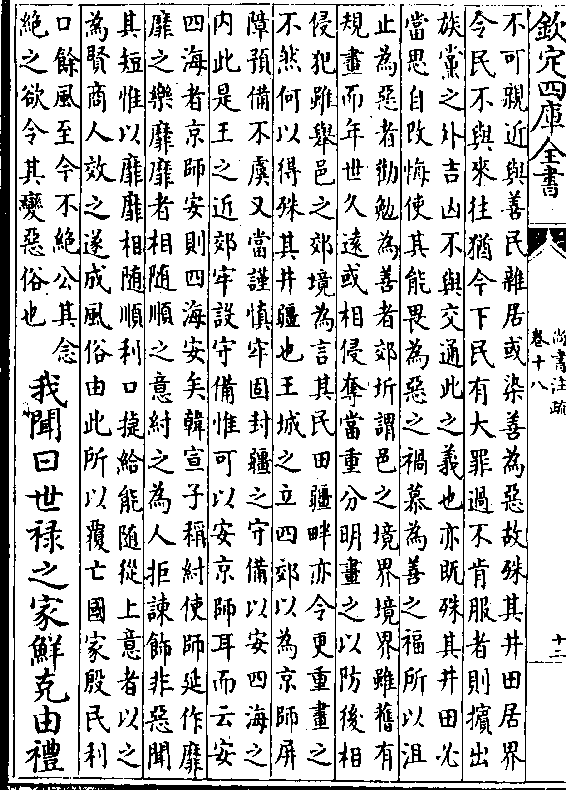 欽定四庫全書
尚書注疏
卷十八
十二
不可親近與善民雜居或染善為惡故殊其井田居界
令民不與來往猶今下民有大罪過不肯服者則擯出
族黨之外吉凶不與交通此之義也亦既殊其井田必
當思自改悔使其能畏為惡之禍慕為善之福所以沮
止為惡者勸勉為善者郊圻謂邑之境界境界雖舊有
規畫而年世久遠或相侵奪當重分明畫之以防後相
侵犯雖舉邑之郊境為言其民田疆畔亦令更重畫之
不然何以得殊其井疆也王城之立四郊以為京師屏
障預備不虞又當謹慎牢固封疆之守備以安四海之
內此是王之近郊牢設守備惟可以安京師耳而云安
四海者京師安則四海安矣韓宣子稱紂使師延作靡
靡之樂靡靡者相隨順之意紂之為人拒諫飾非惡聞
其短惟以靡靡相隨順利口捷給能隨從上意者以之
為賢商人效之遂成風俗由此所以覆亡國家殷民利
口餘風至今不絶公其念
絶之欲令其變惡俗也
我聞曰世禄之家鮮克由禮